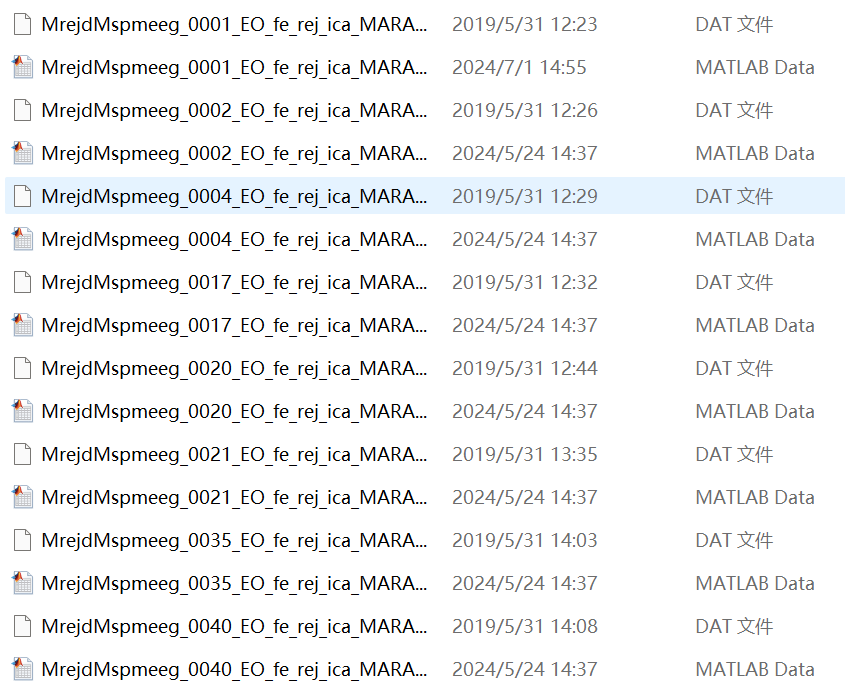 MrejdMspmeeg_0001_EO_fe_rej_ica_MARA... 2019/5/31 12:23 DAT 文件
MrejdMspmeeg_0001_EO_fe_rej_ica_MARA... 2024/7/1 14:55 MATLAB Data
MrejdMspmeeg_0002_EO_fe_rej_ica_MARA... 2019/5/31 12:26 DAT 文件
MrejdMspmeeg_0002_EO_fe_rej_ica_MARA... 2024/5/24 14:37 MATLAB Data
MrejdMspmeeg_0004_EO_fe_rej_ica_MARA... 2019/5/31 12:29 DAT 文件
MrejdMspmeeg_0004_EO_fe_rej_ica_MARA... 2024/5/24 14:37 MATLAB Data
MrejdMspmeeg_0017_EO_fe_rej_ica_MARA... 2019/5/31 12:32 DAT 文件
MrejdMspmeeg_0017_EO_fe_rej_ica_MARA... 2024/5/24 14:37 MATLAB Data
MrejdMspmeeg_0020_EO_fe_rej_ica_MARA... 2019/5/31 12:44 DAT 文件
MrejdMspmeeg_0020_EO_fe_rej_ica_MARA... 2024/5/24 14:37 MATLAB Data
MrejdMspmeeg_0021_EO_fe_rej_ica_MARA... 2019/5/31 13:35 DAT 文件
MrejdMspmeeg_0021_EO_fe_rej_ica_MARA... 2024/5/24 14:37 MATLAB Data
MrejdMspmeeg_0035_EO_fe_rej_ica_MARA... 2019/5/31 14:03 DAT 文件
MrejdMspmeeg_0035_EO_fe_rej_ica_MARA... 2024/5/24 14:37 MATLAB Data
MrejdMspmeeg_0040_EO_fe_rej_ica_MARA... 2019/5/31 14:08 DAT 文件
MrejdMspmeeg_0040_EO_fe_rej_ica_MARA... 2024/5/24 14:37 MATLAB Data